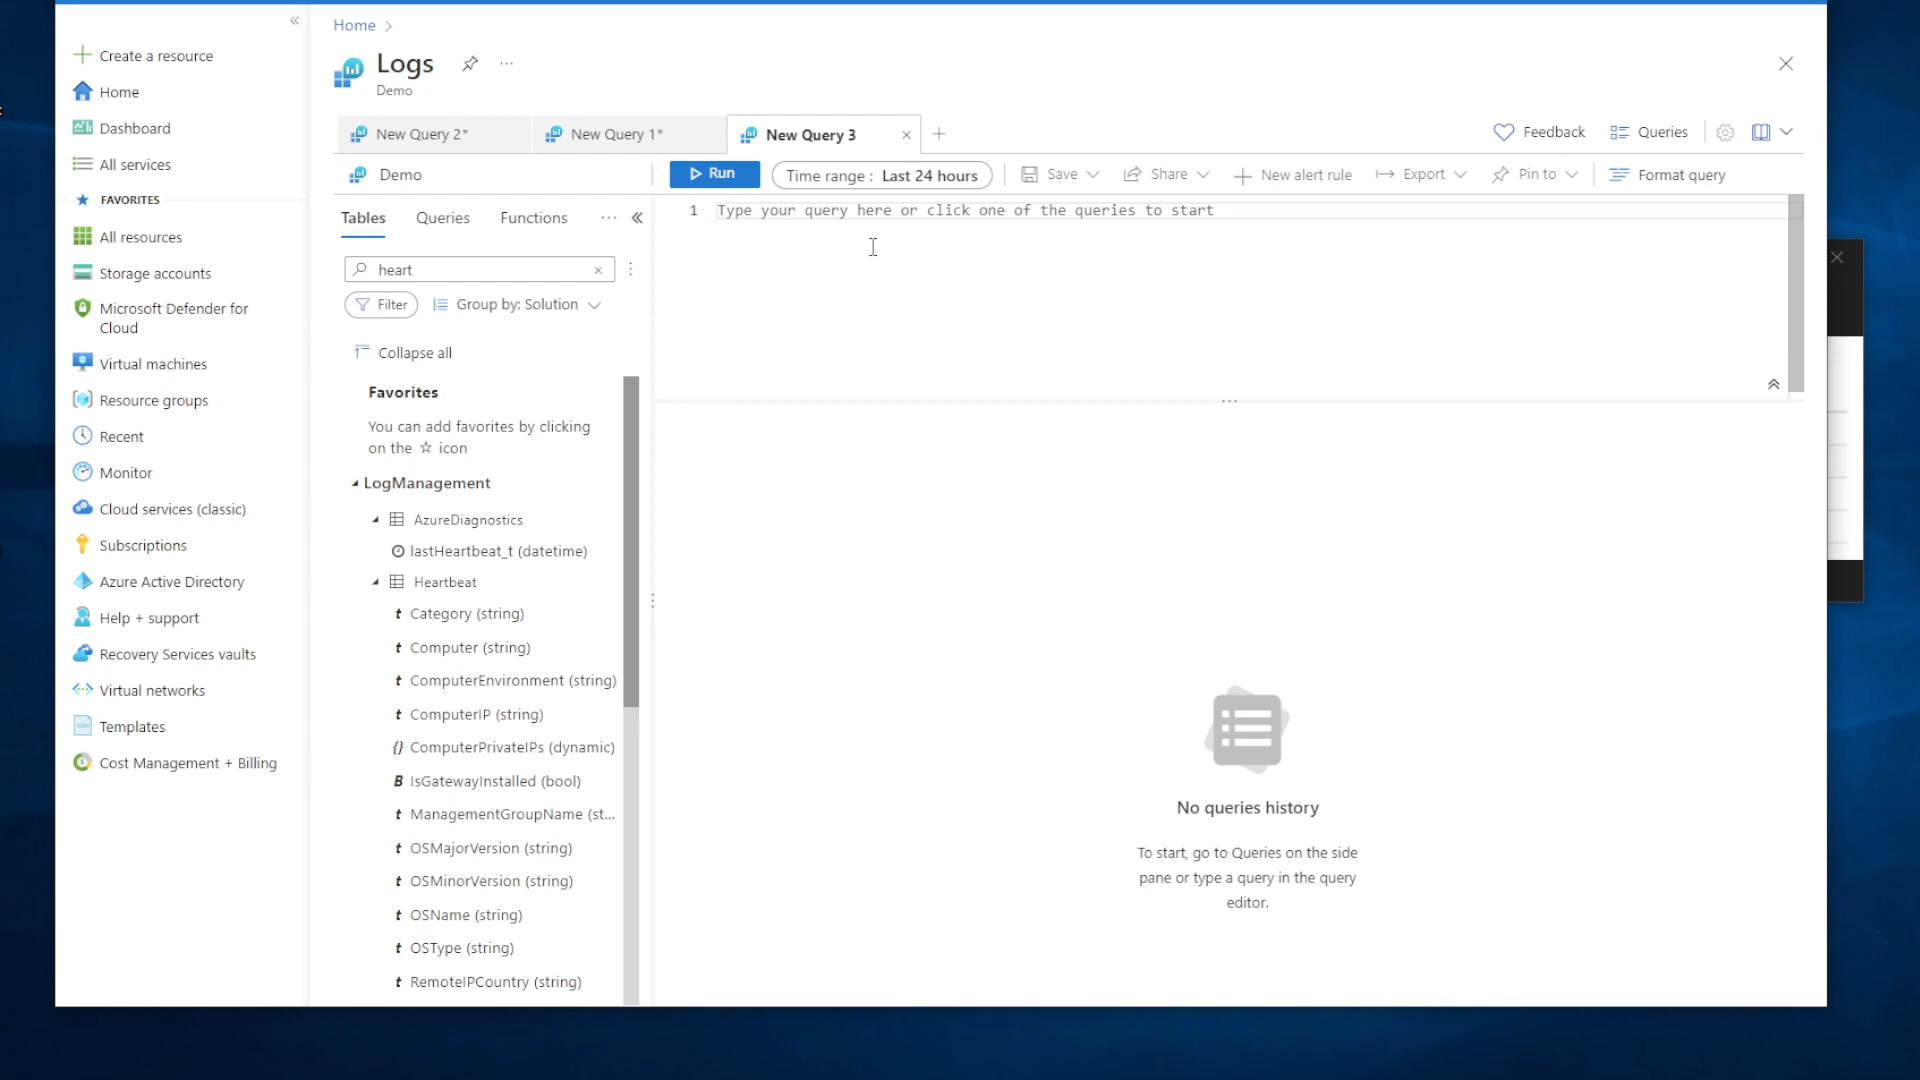 Create a resource
Home
Dashboard
All services
FAVORITES
All resources
Storage accounts
Microsoft Defender for
Cloud
Virtual machines
Resource groups
Recent
Monitor
Cloud services (classic)
Subscriptions
Azure Active Directory
Help + support
Recovery Services vaults
Virtual networks
Templates
Cost Management + Billing
Home >
Logs
Demo
New Query 2*
New Query 1*
New Query 3
Feedback
Queries
Demo
Run
Time range : Last 24 hours
Save
Share
New alert rule
Export
Pin to
Format query
Tables
Queries
Functions
heart
Filter
Group by: Solution
Collapse all
Favorites
You can add favorites by clicking
on the ☆ icon
LogManagement
AzureDiagnostics
lastHeartbeat_t (datetime)
Heartbeat
t Category (string)
t Computer (string)
t ComputerEnvironment (string)
t ComputerIP (string)
{} ComputerPrivateIPs (dynamic)
B IsGatewayInstalled (bool)
t ManagementGroupName (st...
t OSMajorVersion (string)
t OSMinorVersion (string)
t OSName (string)
t OSType (string)
t RemoteIPCountry (string)
1 Type your query here or click one of the queries to start
No queries history
To start, go to Queries on the side
pane or type a query in the query
editor.